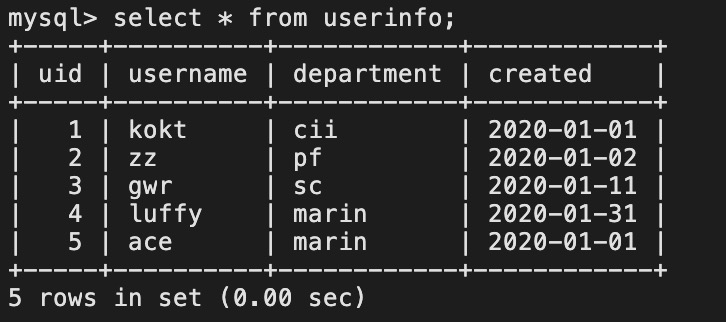 mysql> select * from userinfo;
+-----+----------+------------+------------+
| uid | username | department | created    |
+-----+----------+------------+------------+
|   1 | kokt     | cii        | 2020-01-01 |
|   2 | zz       | pf         | 2020-01-02 |
|   3 | gwr      | sc         | 2020-01-11 |
|   4 | luffy    | marin      | 2020-01-31 |
|   5 | ace      | marin      | 2020-01-01 |
+-----+----------+------------+------------+
5 rows in set (0.00 sec)